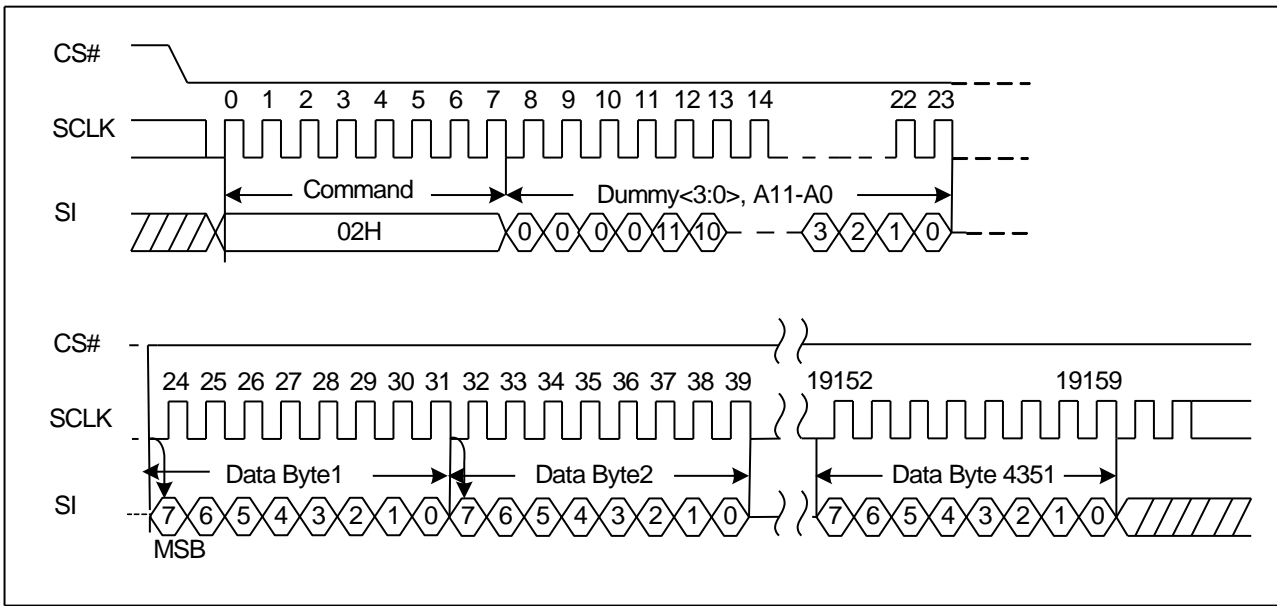 CS#
0 1 2 3 4 5 6 7 8 9 10 11 12 13 14 22 23
SCLK
Command Dummy<3:0>, A11-A0
SI
02H 0 0 0 0 11 10 3 2 1 0
CS#
24 25 26 27 28 29 30 31 32 33 34 35 36 37 38 39 19152 19159
SCLK
Data Byte1 Data Byte2 Data Byte 4351
SI
7 6 5 4 3 2 1 0 7 6 5 4 3 2 1 0 7 6 5 4 3 2 1 0
MSB